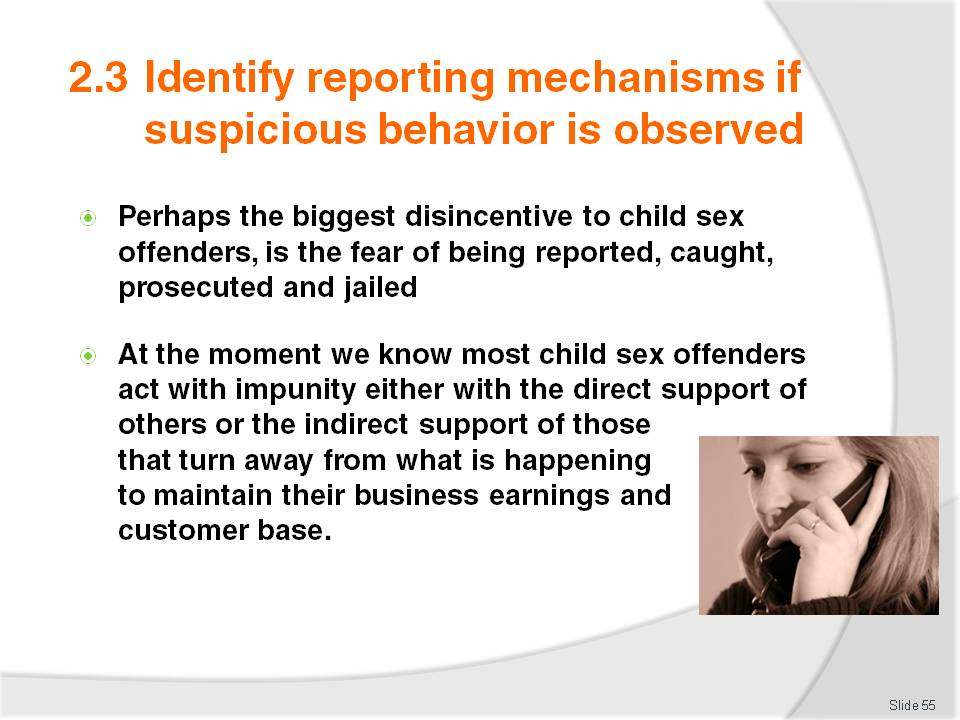 2.3 Identify reporting mechanisms if
suspicious behavior is observed
Perhaps the biggest disincentive to child sex
offenders, is the fear of being reported, caught,
prosecuted and jailed
At the moment we know most child sex offenders
act with impunity either with the direct support of
others or the indirect support of those
that turn away from what is happening
to maintain their business earnings and
customer base.
Slide 55